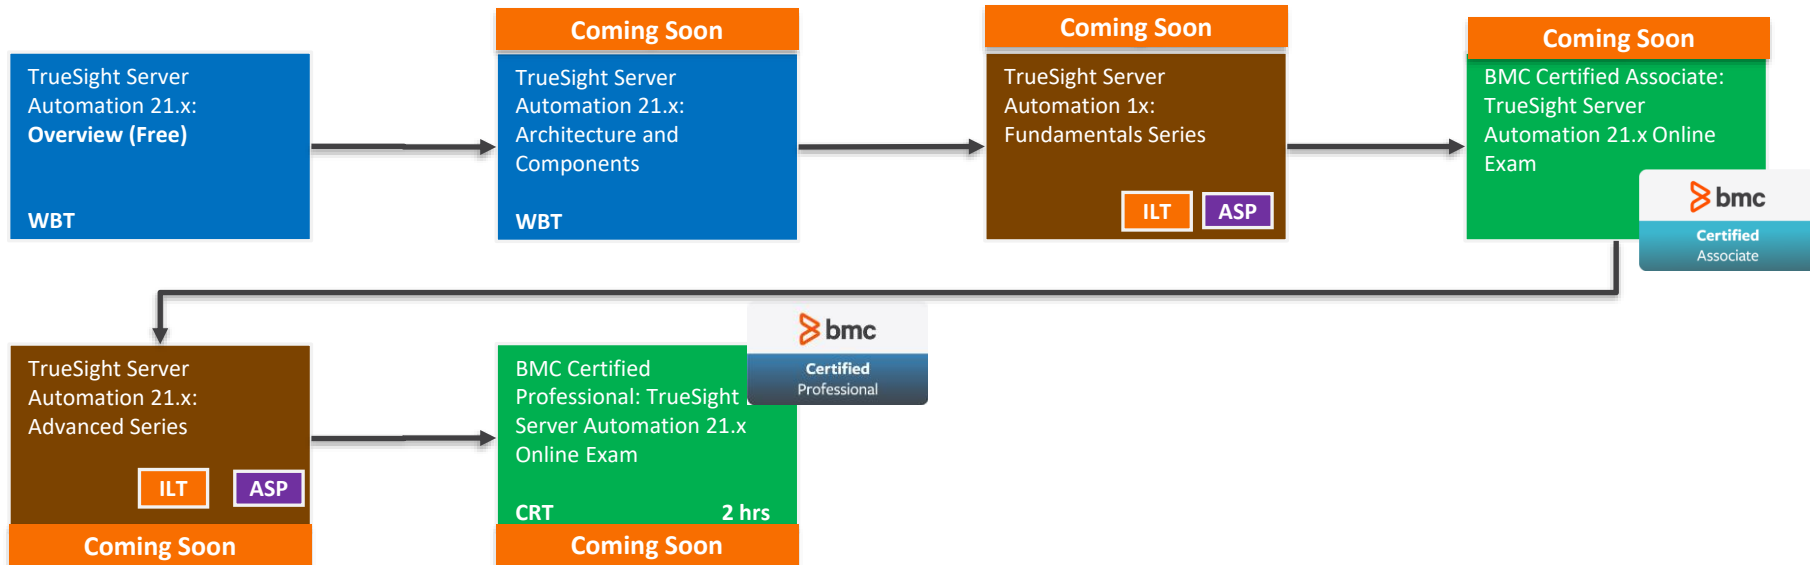 TrueSight Server
Automation 21.x:
Overview (Free)
WBT
Coming Soon
TrueSight Server
Automation 21.x:
Architecture and
Components
WBT
Coming Soon
TrueSight Server
Automation 1x:
Fundamentals Series
ILT
ASP
Coming Soon
BMC Certified Associate:
TrueSight Server
Automation 21.x Online
Exam
bmc
Certified
Associate
TrueSight Server
Automation 21.x:
Advanced Series
ILT
ASP
Coming Soon
BMC Certified
Professional: TrueSight
Server Automation 21.x
Online Exam
CRT 2 hrs
Coming Soon
bmc
Certified
Professional